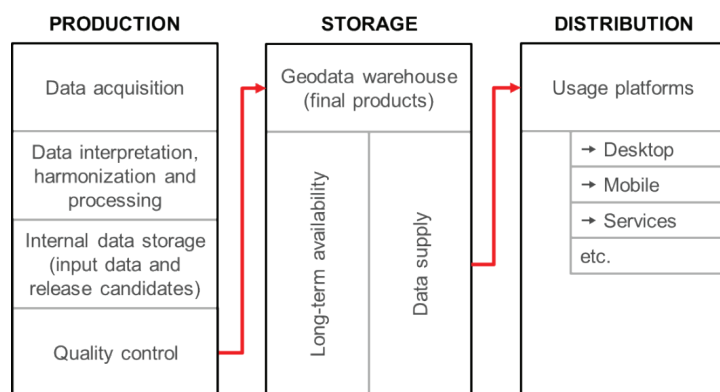 PRODUCTION
Data acquisition
Data interpretation,
harmonization and
processing
Internal data storage
(input data and
release candidates)
Quality control
STORAGE
Geodata warehouse
(final products)
Long-term availability
Data supply
DISTRIBUTION
Usage platforms
→ Desktop
→ Mobile
→ Services
etc.